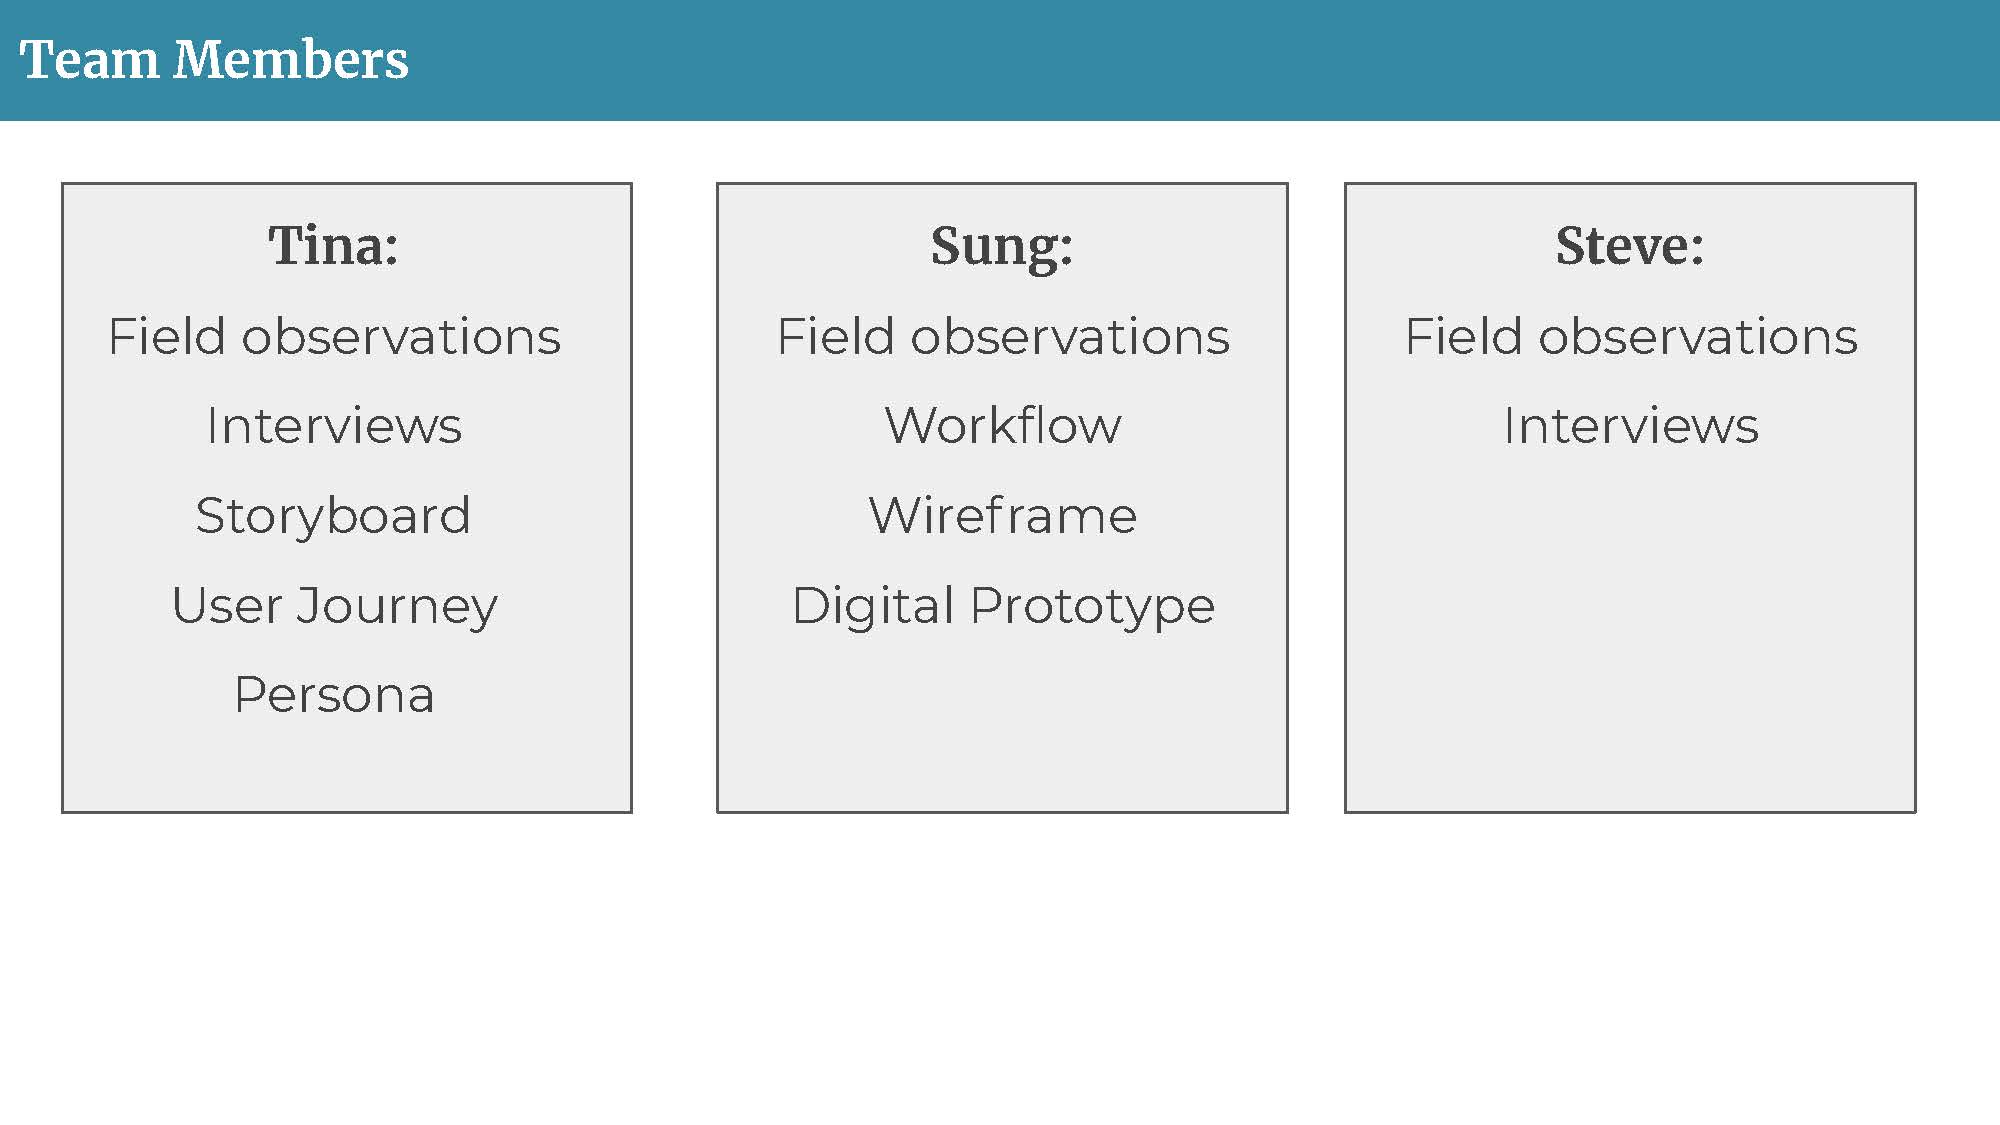 Team Members
Tina:
Field observations
Interviews
Storyboard
User Journey
Persona
Sung:
Field observations
Workflow
Wireframe
Digital Prototype
Steve:
Field observations
Interviews